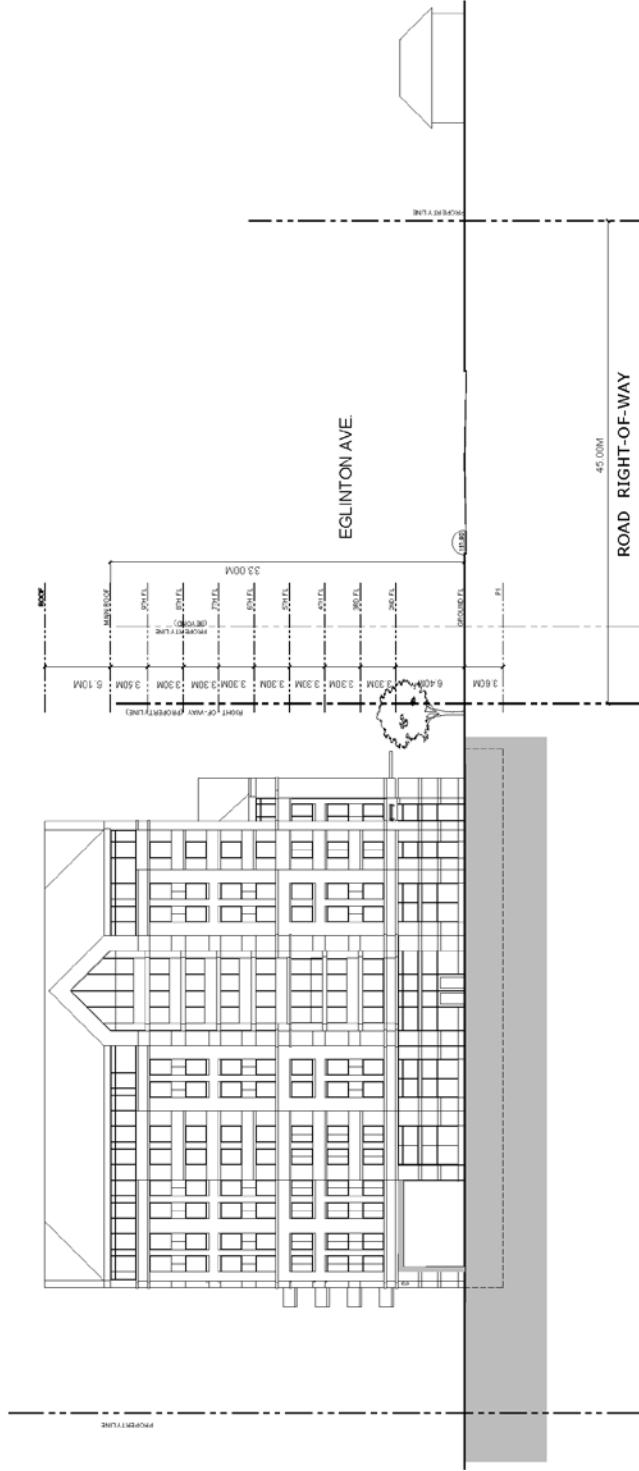 PROPERTY LINE
ROOF
MAIN ROOF
9TH FL
8TH FL
7TH FL
6TH FL
5TH FL
4TH FL
3RD FL
2ND FL
GROUND FL
P1
6.10M
3.50M
3.30M
3.30M
3.30M
3.30M
3.30M
3.30M
3.30M
6.40M
3.60M
33.00M
RIGHT-OF-WAY (PROPERTY LINE)
PROPERTY LINE
(BEYOND)
EGLINTON AVE.
PROPERTY LINE
45.00M
ROAD RIGHT-OF-WAY